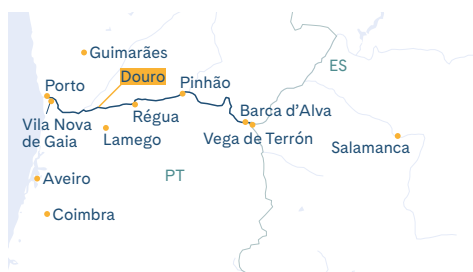 Guimarães
ES
Douro
Porto
Pinhão
Barca d’Alva
Régua
Vila Nova
de Gaia
Lamego
Vega de Terrón
Salamanca
PT
Aveiro
Coimbra